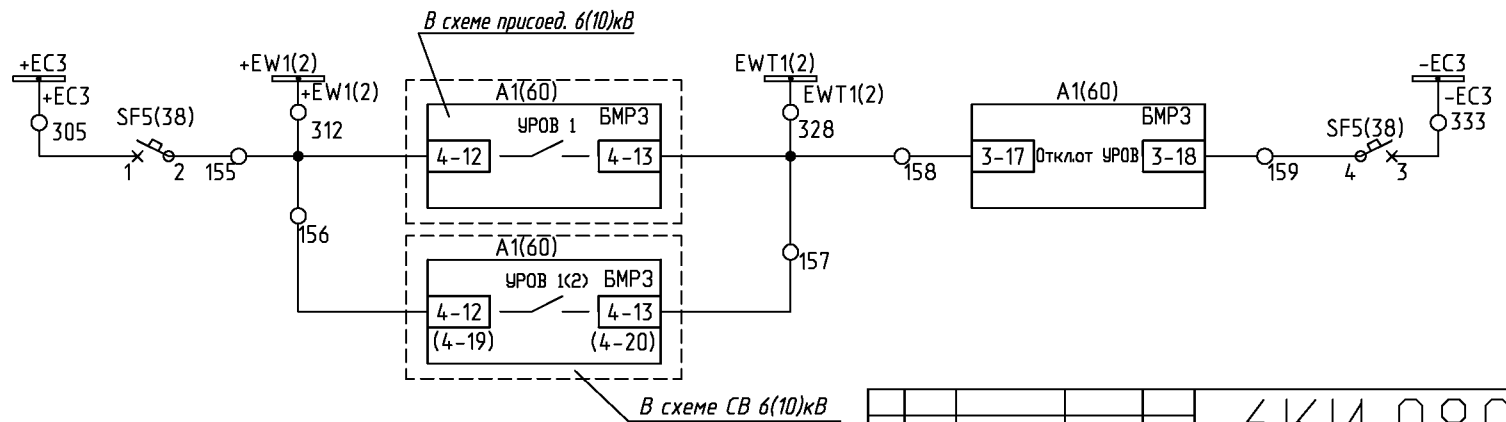 В схеме присоед. 6(10)кВ
+EC3
+EW1(2)
EWT1(2)
-EC3
+EC3
+EW1(2)
A1(60)
EWT1(2)
A1(60)
-EC3
305
SF5(38)
312
УРОВ 1
БМРЗ
328
БМРЗ
SF5(38)
333
4-12
4-13
3-17
Откл.от УРОВ
3-18
1
2
155
158
159
4
3
156
A1(60)
157
УРОВ 1(2)
БМРЗ
4-12
4-13
(4-19)
(4-20)
В схеме СВ 6(10)кВ